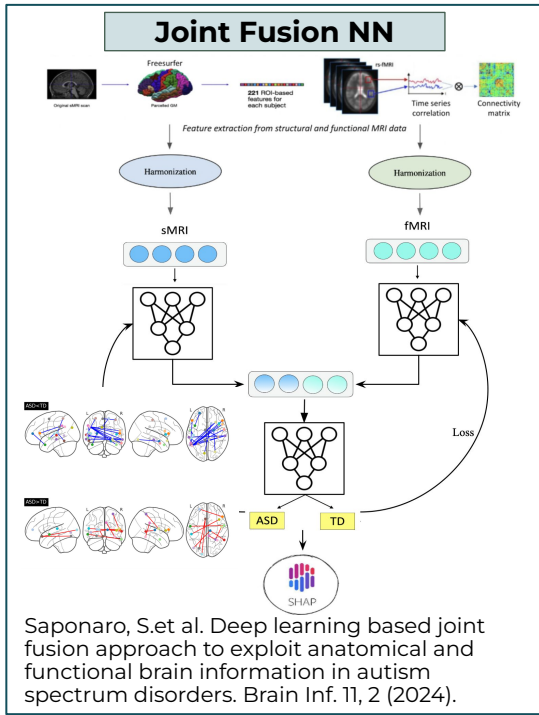 Joint Fusion NN
Freesurfer
rs-fMRI
Original sMRI scan
Parcelled GM
221 ROI-based
features for
each subject
Time series
correlation
Connectivity
matrix
Feature extraction from structural and functional MRI data
Harmonization
Harmonization
sMRI
fMRI
ASD<TD
L R
L R
Loss
ASD>TD
L R
L R
ASD
TD
SHAP
Saponaro, S.et al. Deep learning based joint
fusion approach to exploit anatomical and
functional brain information in autism
spectrum disorders. Brain Inf. 11, 2 (2024).